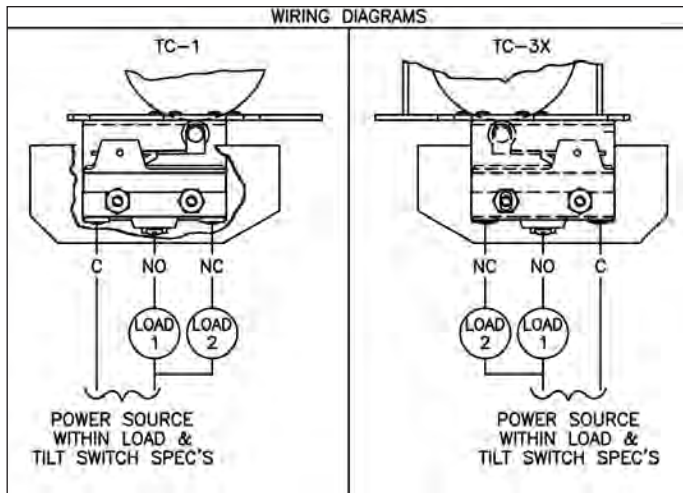 WIRING DIAGRAMS
TC-1
C NO NC
LOAD
1
LOAD
2
POWER SOURCE
WITHIN LOAD &
TILT SWITCH SPEC'S
TC-3X
NC NO C
LOAD
2
LOAD
1
POWER SOURCE
WITHIN LOAD &
TILT SWITCH SPEC'S